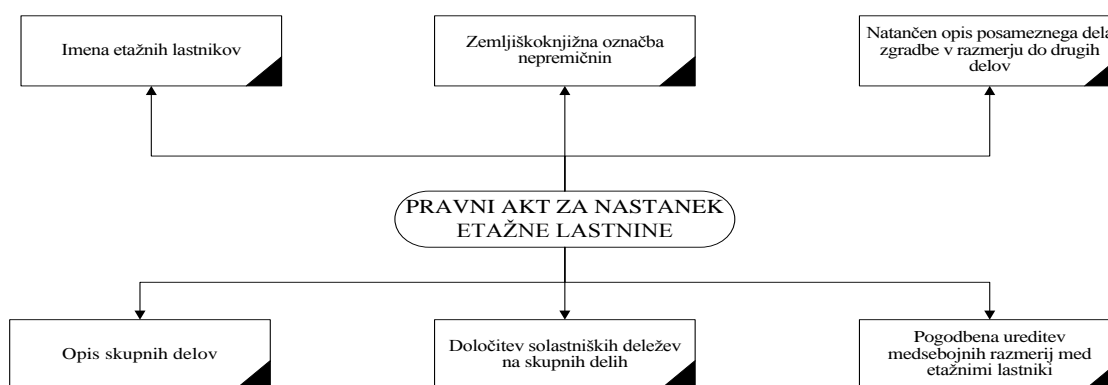 Imena etažnih lastnikov
Zemljiškoknjižna označba
nepremičnin
Natančen opis posameznega dela
zgradbe v razmerju do drugih
delov
PRAVNI AKT ZA NASTANEK
ETAŽNE LASTNINE
Opis skupnih delov
Določitev solastniških deležev
na skupnih delih
Pogodbena ureditev
medsebojnih razmerij med
etažnimi lastniki